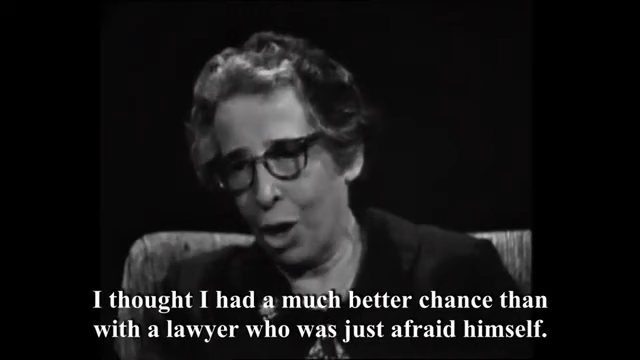 I thought I had a much better chance than
with a lawyer who was just afraid himself.